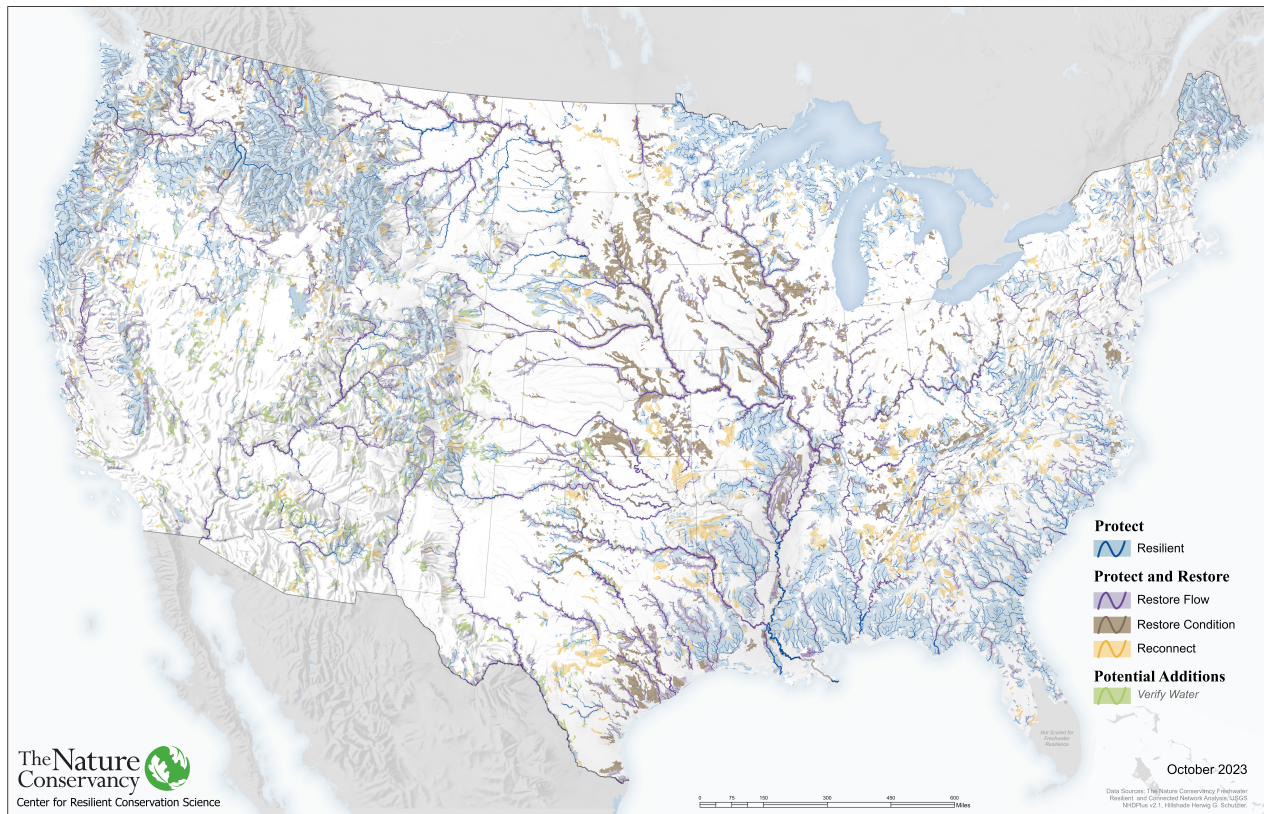 Protect
Resilient
Protect and Restore
Restore Flow
Restore Condition
Reconnect
Potential Additions
Verify Water
Not Scored for
Freshwater
Resilience
The Nature
Conservancy
Center for Resilient Conservation Science
0 75 150 300 450 600
Miles
October 2023
Data Sources: The Nature Conservancy Freshwater
Resilient and Connected Network Analysis, USGS
NHDPlus v2.1, Hillshade Herwig G. Schutzler.